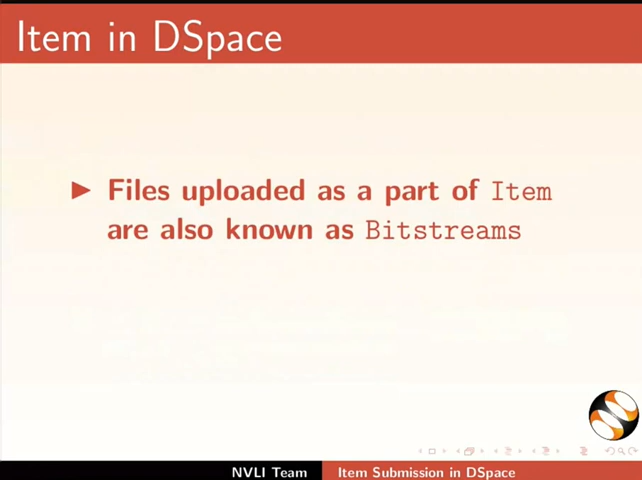 Item in DSpace
Files uploaded as a part of Item
are also known as Bitstreams
NVLI Team
Item Submission in DSpace